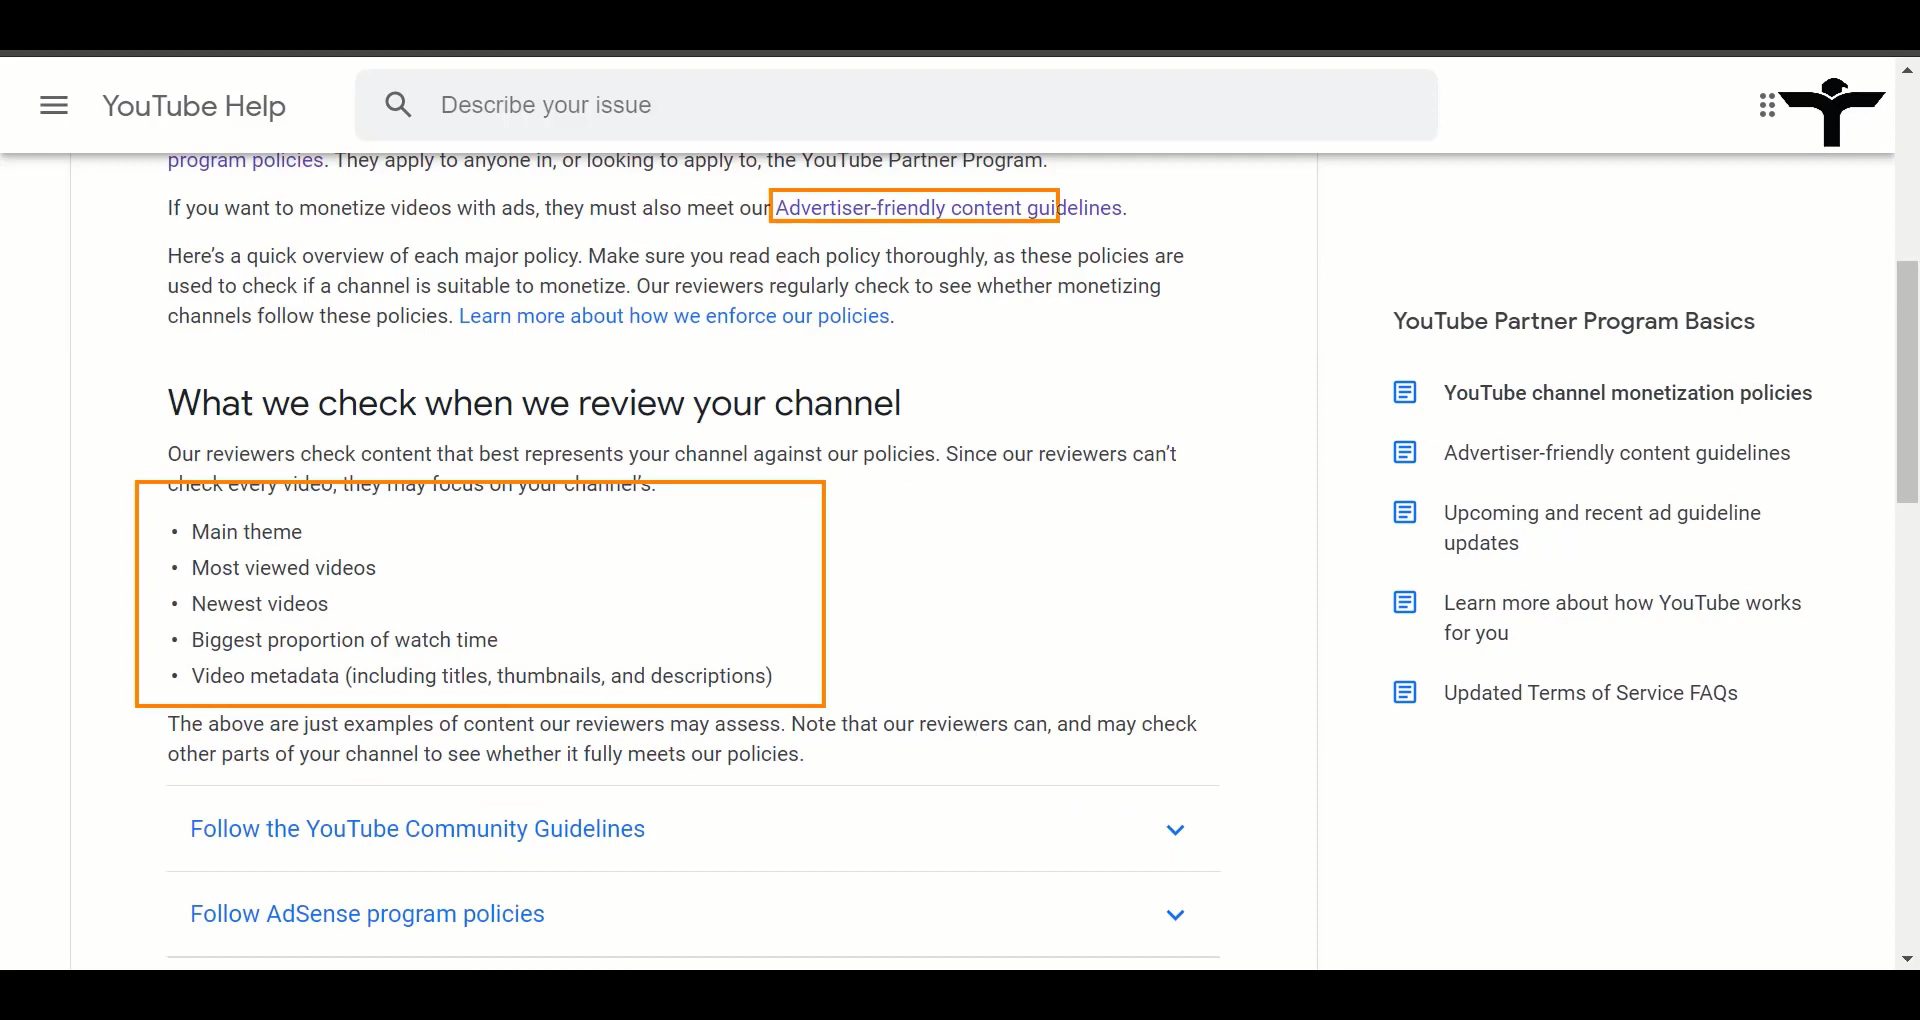 YouTube Help
Describe your issue
program policies. They apply to anyone in, or looking to apply to, the YouTube Partner Program.
If you want to monetize videos with ads, they must also meet our Advertiser-friendly content guidelines.
Here’s a quick overview of each major policy. Make sure you read each policy thoroughly, as these policies are
used to check if a channel is suitable to monetize. Our reviewers regularly check to see whether monetizing
channels follow these policies. Learn more about how we enforce our policies.
What we check when we review your channel
Our reviewers check content that best represents your channel against our policies. Since our reviewers can’t
check every video, they may focus on your channel’s:
• Main theme
• Most viewed videos
• Newest videos
• Biggest proportion of watch time
• Video metadata (including titles, thumbnails, and descriptions)
The above are just examples of content our reviewers may assess. Note that our reviewers can, and may check
other parts of your channel to see whether it fully meets our policies.
Follow the YouTube Community Guidelines
Follow AdSense program policies
YouTube Partner Program Basics
YouTube channel monetization policies
Advertiser-friendly content guidelines
Upcoming and recent ad guideline
updates
Learn more about how YouTube works
for you
Updated Terms of Service FAQs